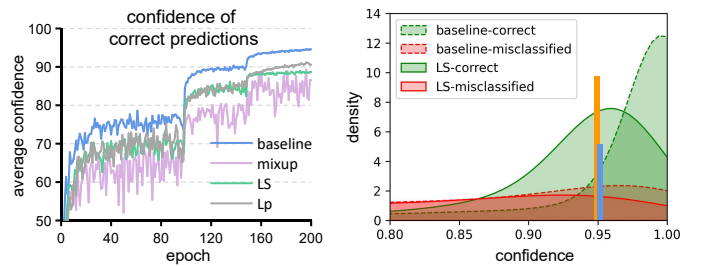 confidence of
correct predictions
100
90
80
70
60
50
average confidence
baseline
mixup
LS
Lp
0
40
80
120
160
200
epoch
14
12
10
8
6
4
2
0
density
baseline-correct
baseline-misclassified
LS-correct
LS-misclassified
0.80
0.85
0.90
0.95
1.00
confidence